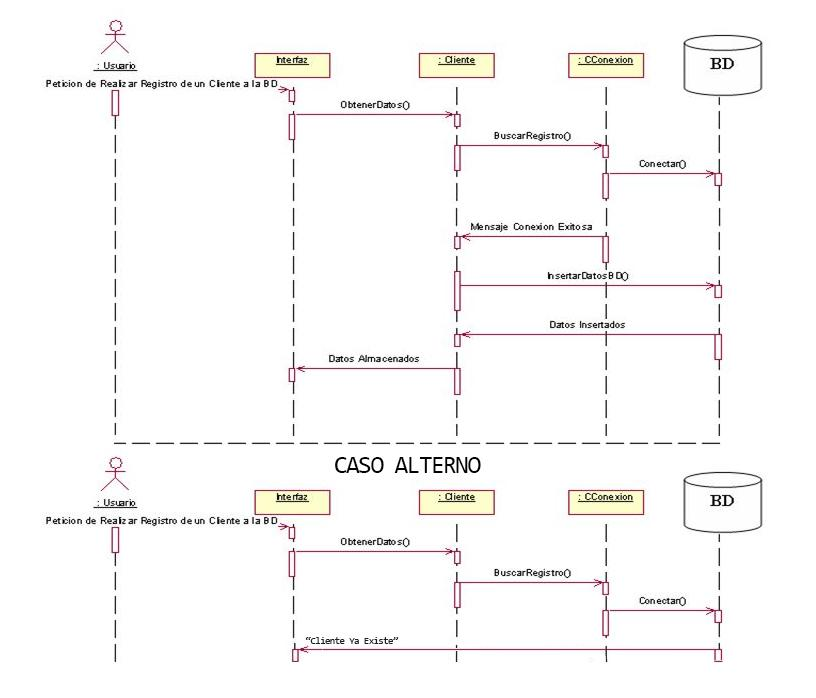 : Usuario
Interfaz
: Cliente
: CConexion
BD
Peticion de Realizar Registro de un Cliente a la BD
ObtenerDatos()
BuscarRegistro()
Conectar()
Mensaje Conexion Exitosa
InsertarDatosBD()
Datos Insertados
Datos Almacenados
CASO ALTERNO
: Usuario
Interfaz
: Cliente
: CConexion
BD
Peticion de Realizar Registro de un Cliente a la BD
ObtenerDatos()
BuscarRegistro()
Conectar()
"Cliente Ya Existe"